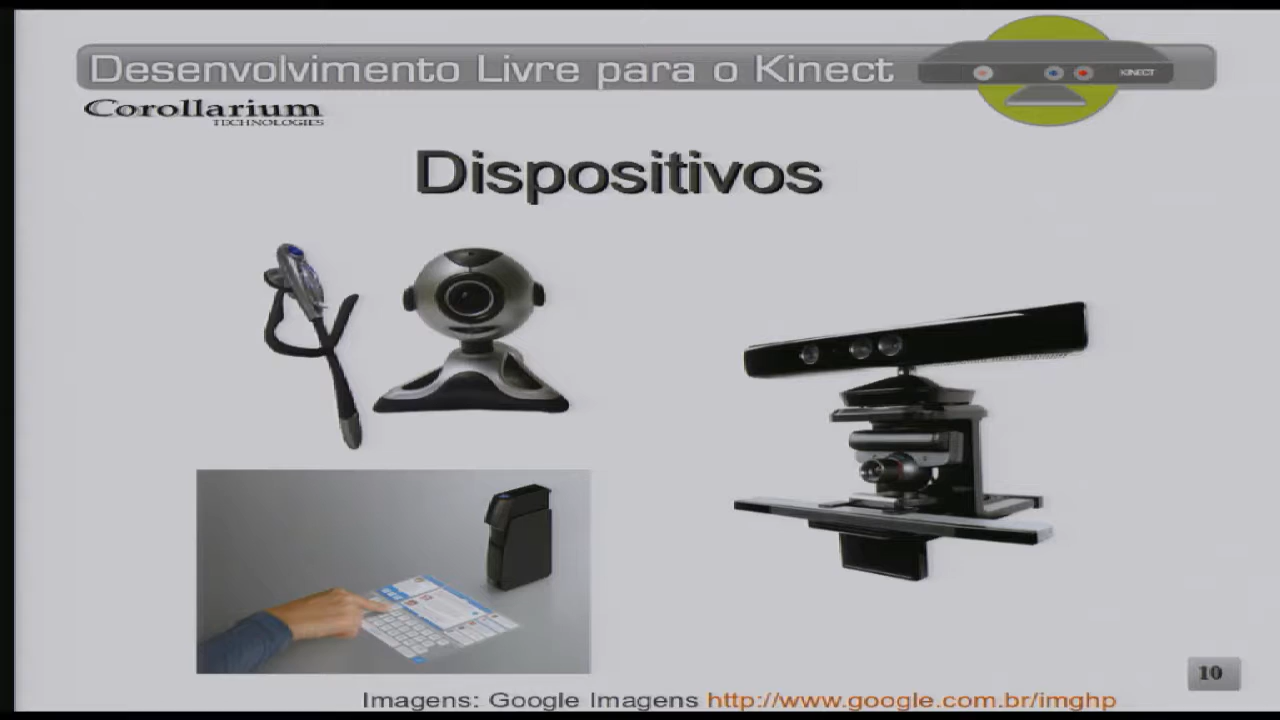 Desenvolvimento Livre para o Kinect
KINECT
Corollarium
TECHNOLOGIES
Dispositivos
10
Imagens: Google Imagens http://www.google.com.br/imghp